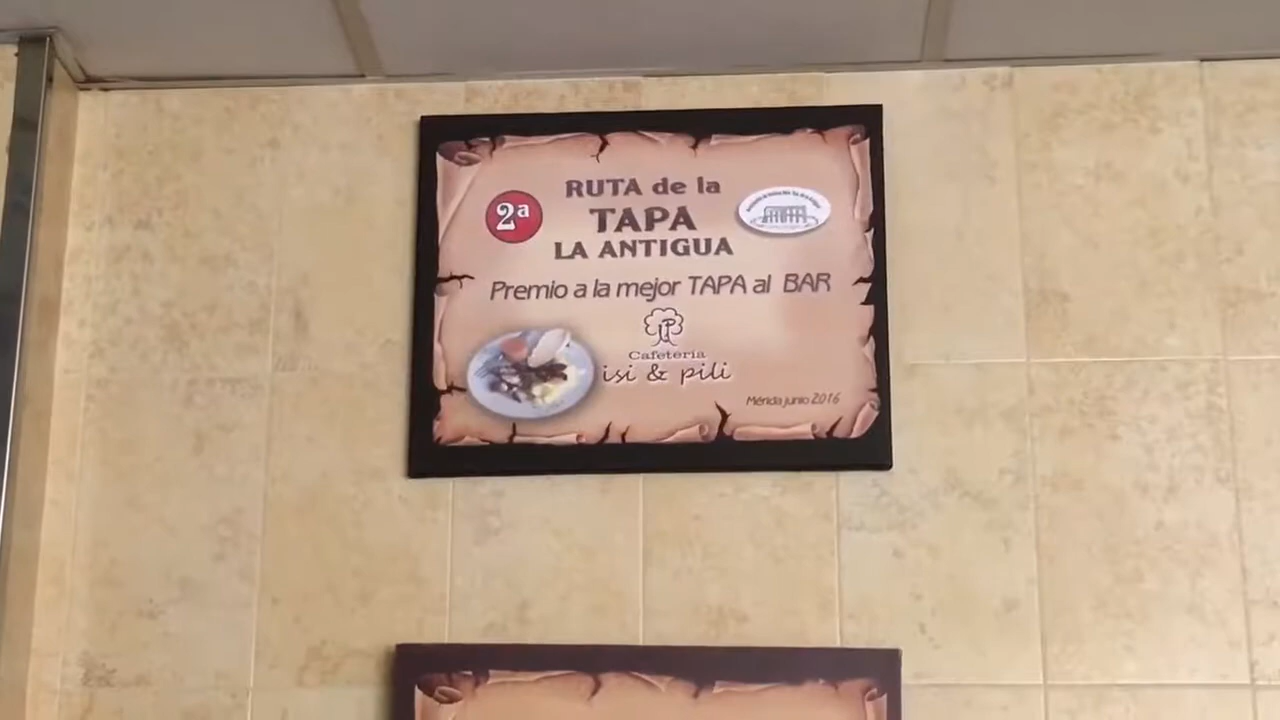 RUTA de la
2ª
TAPA
LA ANTIGUA
Premio a la mejor TAPA al BAR
Cafetería
isi & pili
Mérida junio 2016